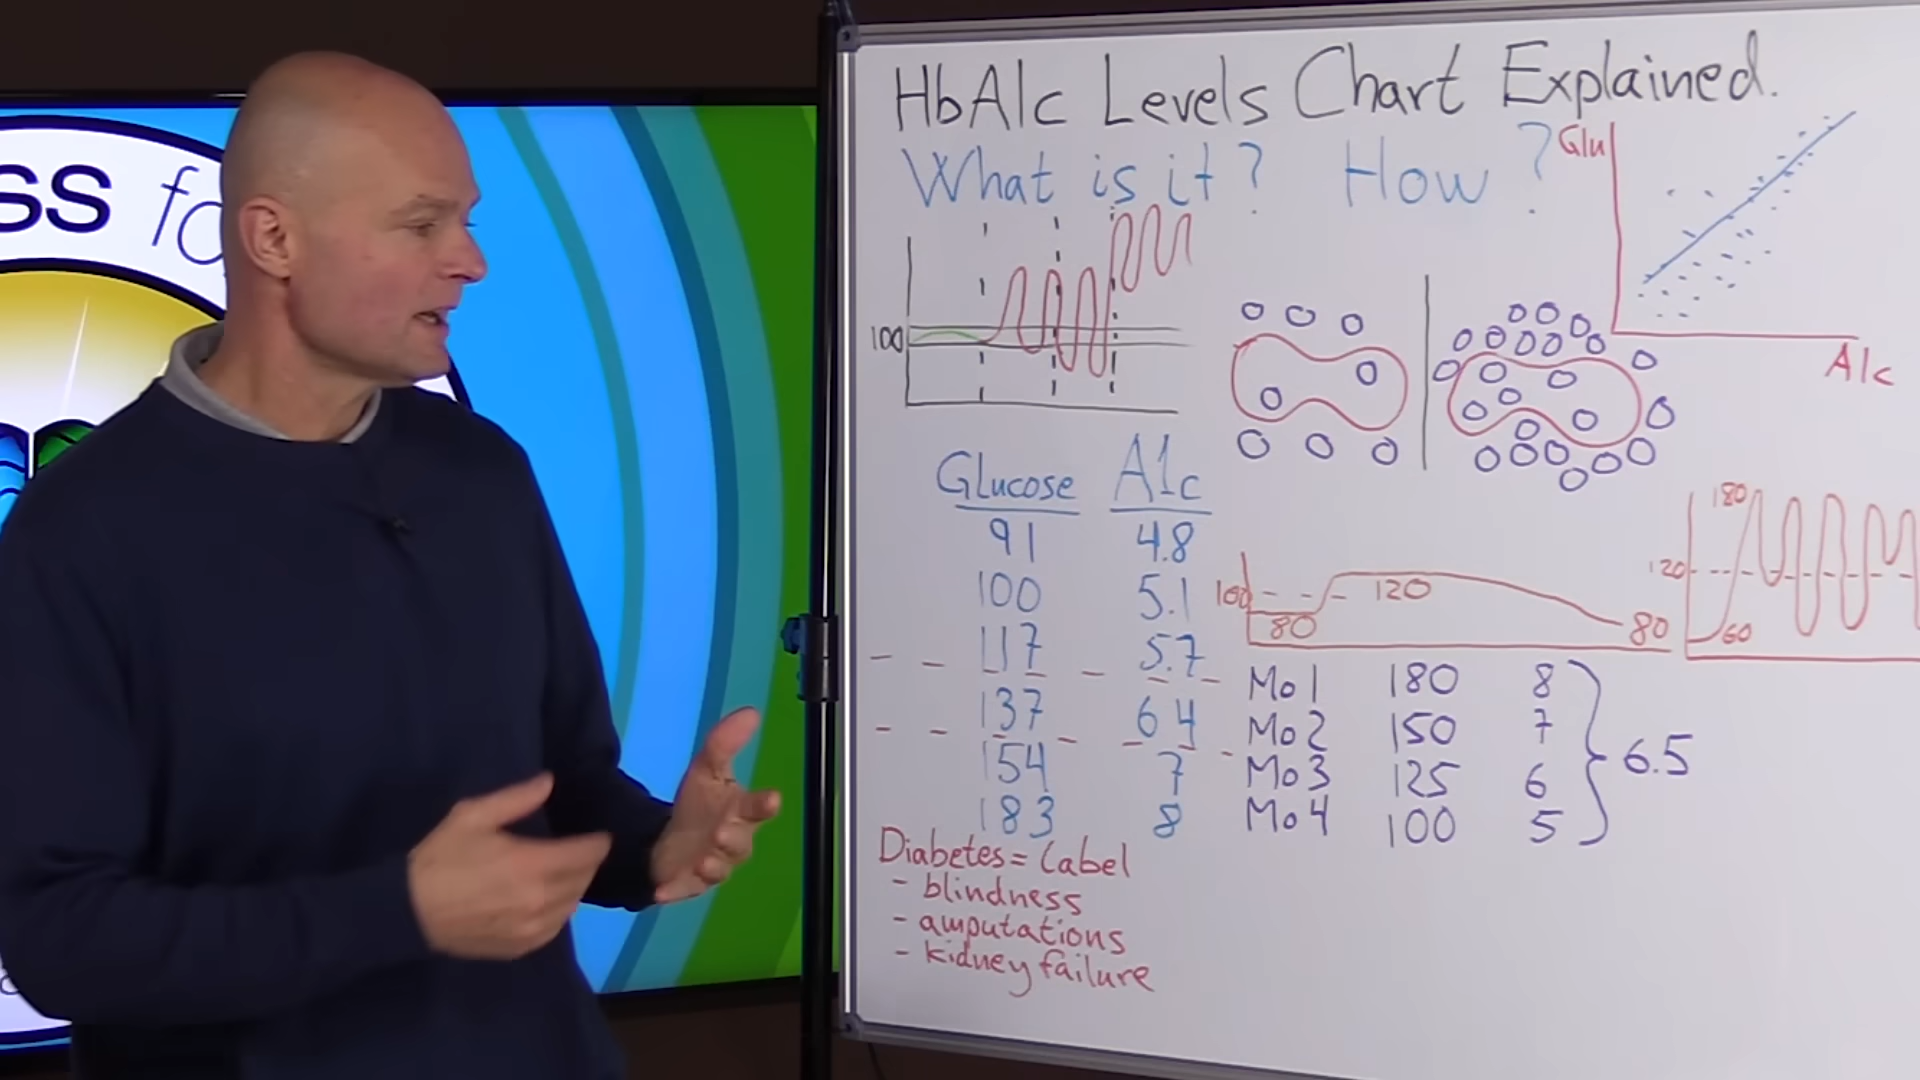 ss fo
HbA1c Levels Chart Explained.
What is it? How?
Glu
A1c
100
Glucose A1c
91 4.8
100 5.1
117 5.7
137 6 4
154 7
183 8
100
80
120
80
180
120
60
Mo1 180 8
Mo2 150 7
Mo3 125 6
Mo4 100 5
6.5
Diabetes = Label
- blindness
- amputations
- kidney failure